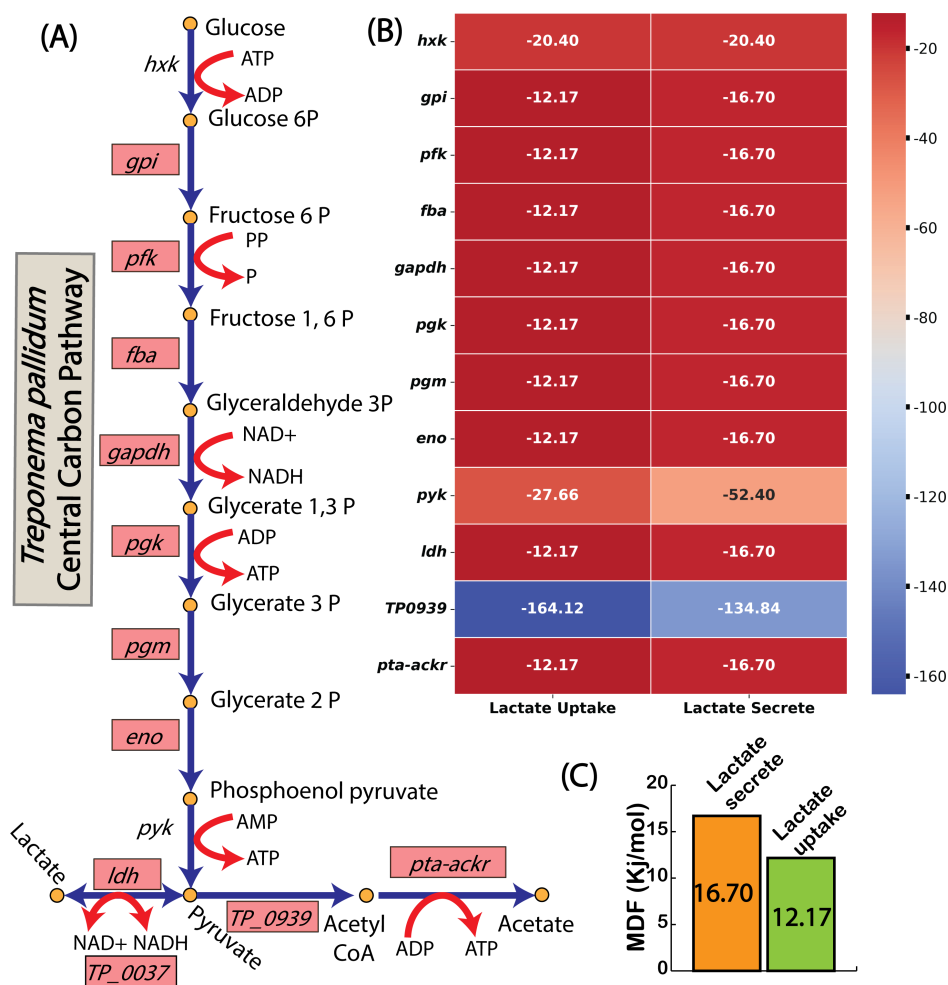 (A)
Treponema pallidum
Central Carbon Pathway
Glucose
hxk
ATP
ADP
Glucose 6P
gpi
Fructose 6 P
pfk
PP
P
Fructose 1, 6 P
fba
Glyceraldehyde 3P
gapdh
NAD+
NADH
Glycerate 1,3 P
pgk
ADP
ATP
Glycerate 3 P
pgm
Glycerate 2 P
eno
Phosphoenol pyruvate
pyk
AMP
ATP
Lactate
ldh
NAD+ NADH
TP_0037
Pyruvate
TP_0939
Acetyl
CoA
pta-ackr
ADP
ATP
Acetate
(B)
hxk -20.40 -20.40
gpi -12.17 -16.70
pfk -12.17 -16.70
fba -12.17 -16.70
gapdh -12.17 -16.70
pgk -12.17 -16.70
pgm -12.17 -16.70
eno -12.17 -16.70
pyk -27.66 -52.40
ldh -12.17 -16.70
TP0939 -164.12 -134.84
pta-ackr -12.17 -16.70
Lactate Uptake Lactate Secrete
-20
-40
-60
-80
-100
-120
-140
-160
(C)
MDF (Kj/mol)
20
15
10
5
0
Lactate
secrete
16.70
Lactate
uptake
12.17